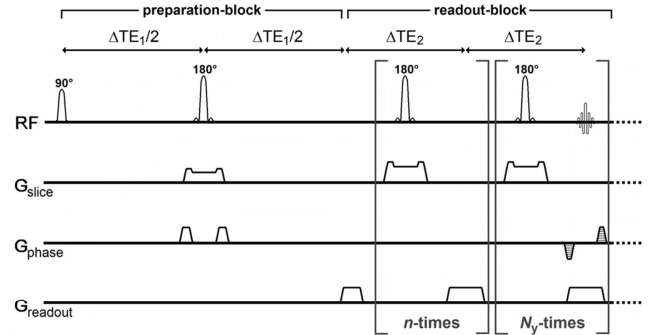 preparation-block readout-block
ΔTE₁/2 ΔTE₁/2 ΔTE₂ ΔTE₂
90° 180° 180° 180°
RF
Gslice
Gphase
Greadout
n-times Ny-times